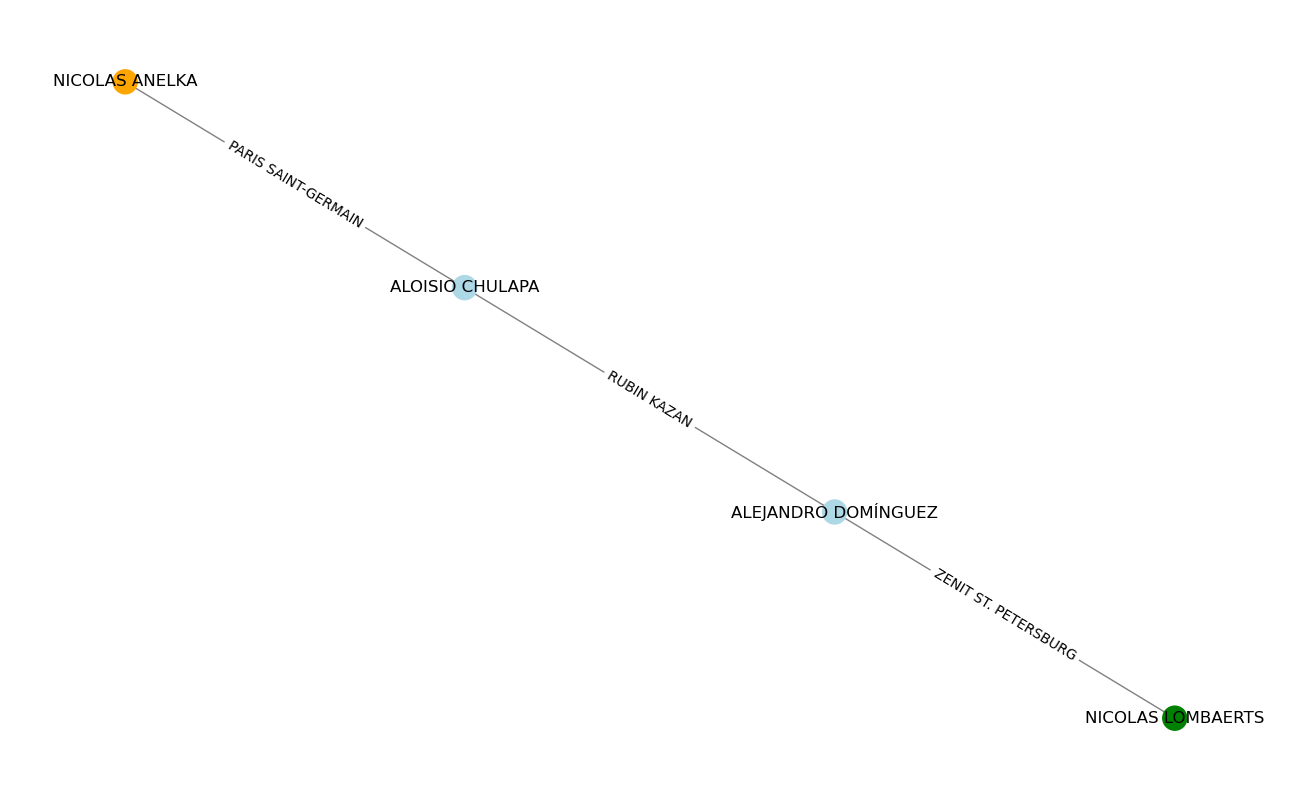 NICOLAS ANELKA
PARIS SAINT-GERMAIN
ALOISIO CHULAPA
RUBIN KAZAN
ALEJANDRO DOMÍNGUEZ
ZENIT ST. PETERSBURG
NICOLAS LOMBAERTS